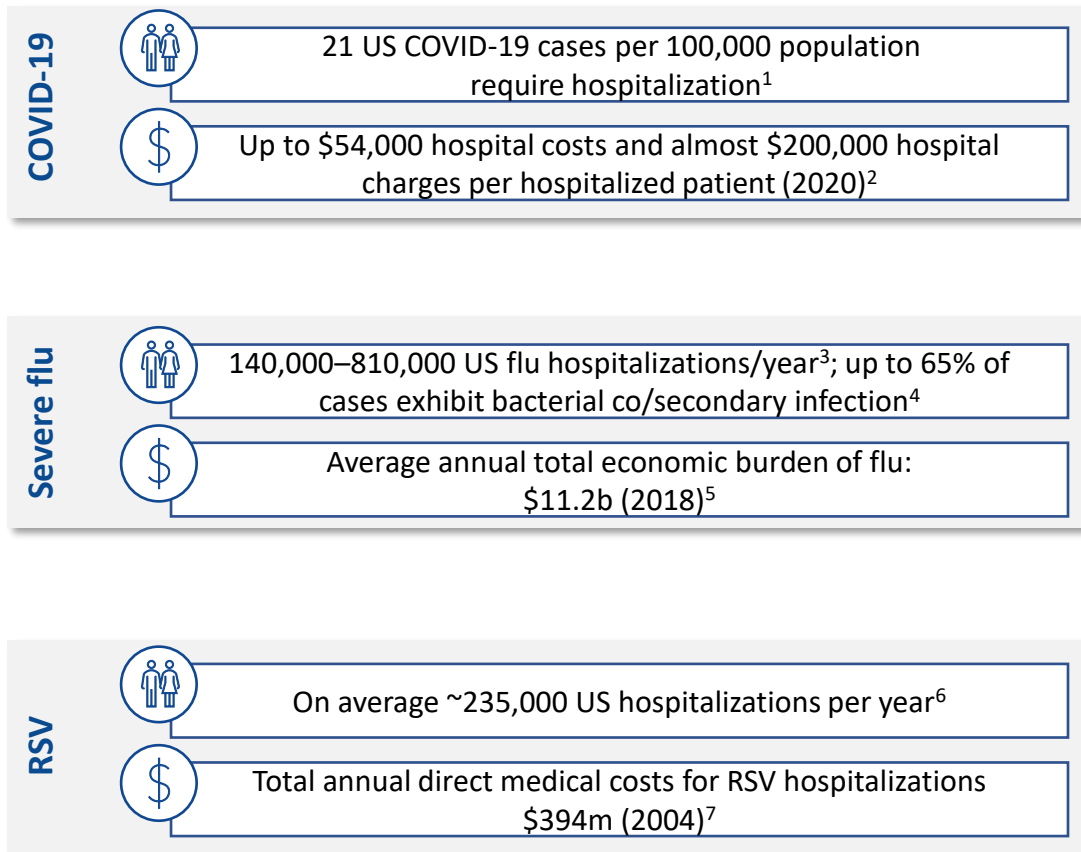 COVID-19
21 US COVID-19 cases per 100,000 population
require hospitalization¹
$
Up to $54,000 hospital costs and almost $200,000 hospital
charges per hospitalized patient (2020)²
Severe flu
140,000–810,000 US flu hospitalizations/year³; up to 65% of
cases exhibit bacterial co/secondary infection⁴
$
Average annual total economic burden of flu:
$11.2b (2018)⁵
RSV
On average ~235,000 US hospitalizations per year⁶
$
Total annual direct medical costs for RSV hospitalizations
$394m (2004)⁷